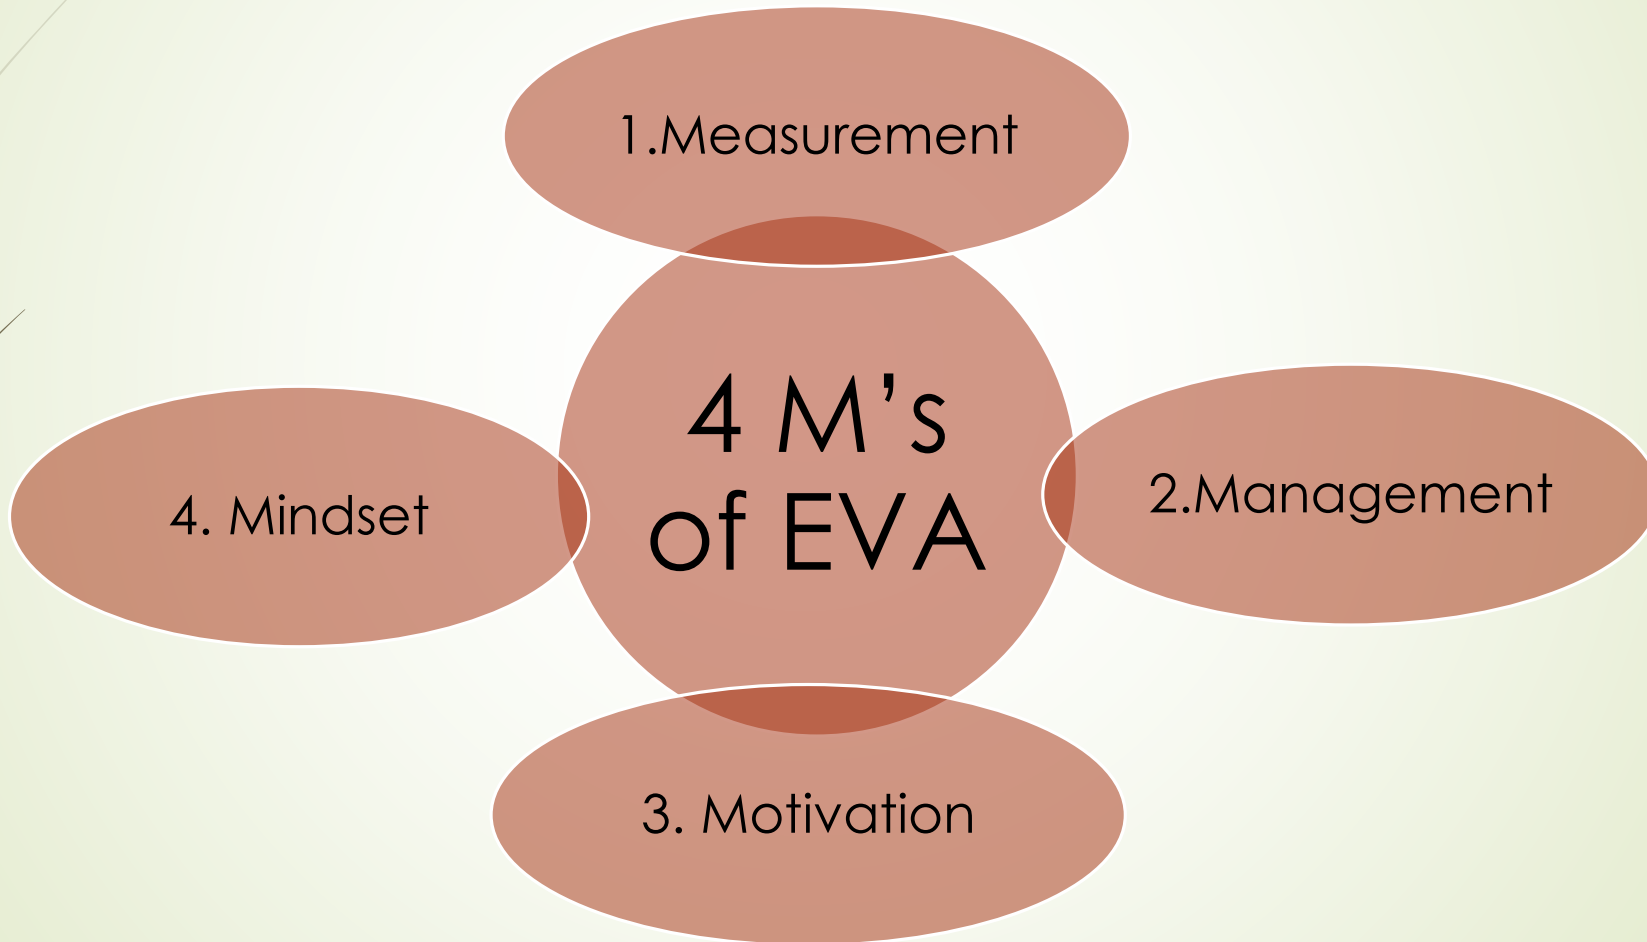 1.Measurement
4 M’s
of EVA
2.Management
4. Mindset
3. Motivation